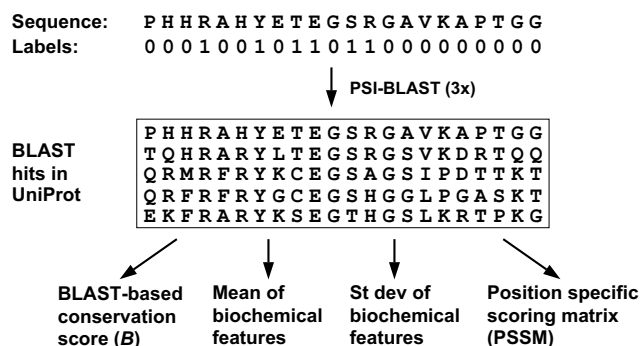 Sequence: P H H R A H Y E T E G S R G A V K A P T G G
Labels: 0 0 0 1 0 0 1 0 1 1 0 1 1 0 0 0 0 0 0 0 0 0
PSI-BLAST (3x)
BLAST
hits in
UniProt
P H H R A H Y E T E G S R G A V K A P T G G
T Q H R A R Y L T E G S R G S V K D R T Q Q
Q R M R F R Y K C E G S A G S I P D T T K T
Q R F R F R Y G C E G S H G G L P G A S K T
E K F R A R Y K S E G T H G S L K R T P K G
BLAST-based
conservation
score (B)
Mean of
biochemical
features
St dev of
biochemical
features
Position specific
scoring matrix
(PSSM)